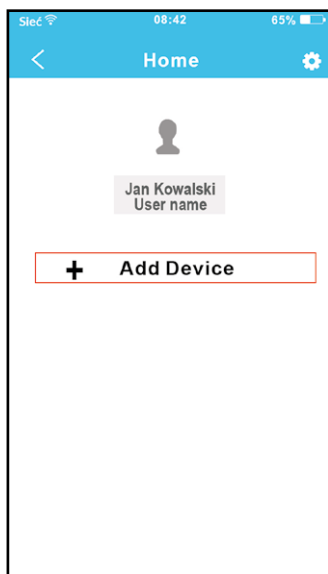 Sieć 08:42 65%
Home
Jan Kowalski
User name
+ Add Device